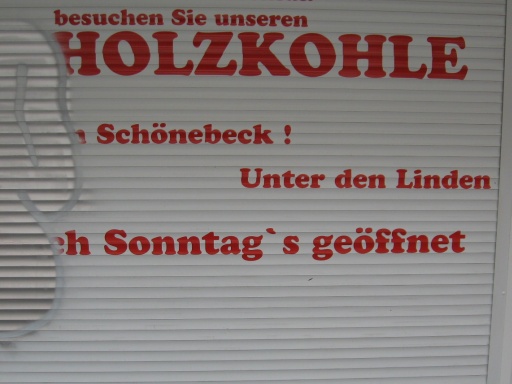 besuchen Sie unseren
HOLZKOHLE
Schönebeck !
Unter den Linden
Sonntag`s geöffnet